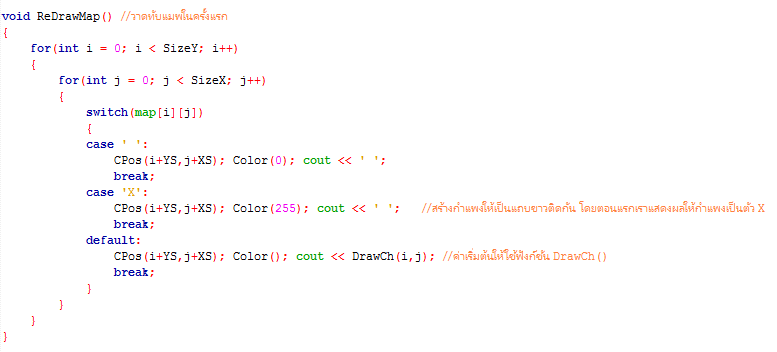 void ReDrawMap() //วาดทับแมพในครั้งแรก
{
    for(int i = 0; i < SizeY; i++)
    {
        for(int j = 0; j < SizeX; j++)
        {
            switch(map[i][j])
            {
            case ' ':
                CPos(i+YS,j+XS); Color(0); cout << ' ';
                break;
            case 'X':
                CPos(i+YS,j+XS); Color(255); cout << ' ';   //สร้างกำแพงให้เป็นแถบขาวติดกัน โดยตอนแรกเราแสดงผลให้กำแพงเป็นตัว X
                break;
            default:
                CPos(i+YS,j+XS); Color(); cout << DrawCh(i,j); //ค่าเริ่มต้นให้ใช้ฟังก์ชัน DrawCh()
                break;
            }
        }
    }
}